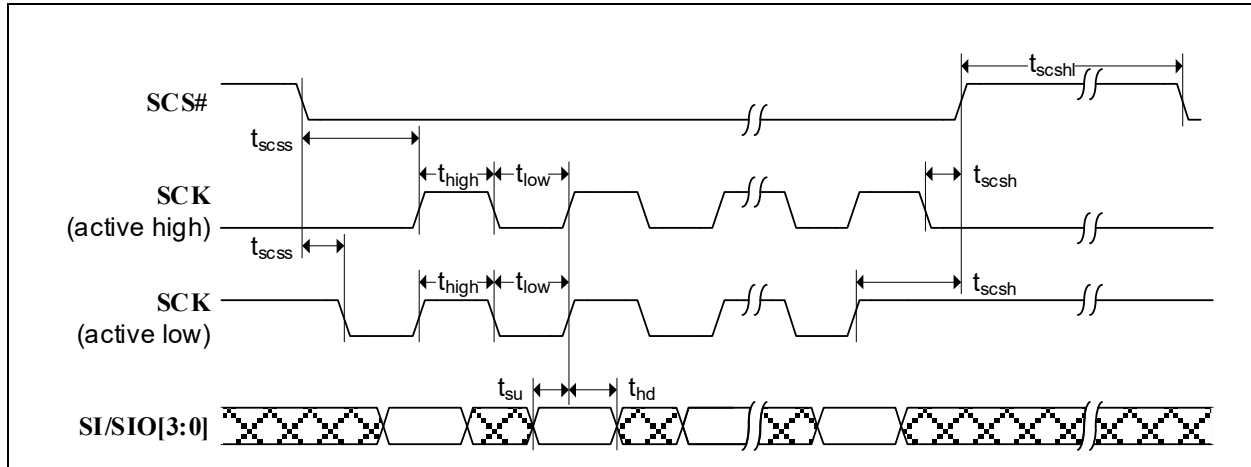 t_scshl
SCS#
t_scss
t_high t_low t_scsh
SCK
(active high)
t_scss
t_high t_low t_scsh
SCK
(active low)
t_su t_hd
SI/SIO[3:0]